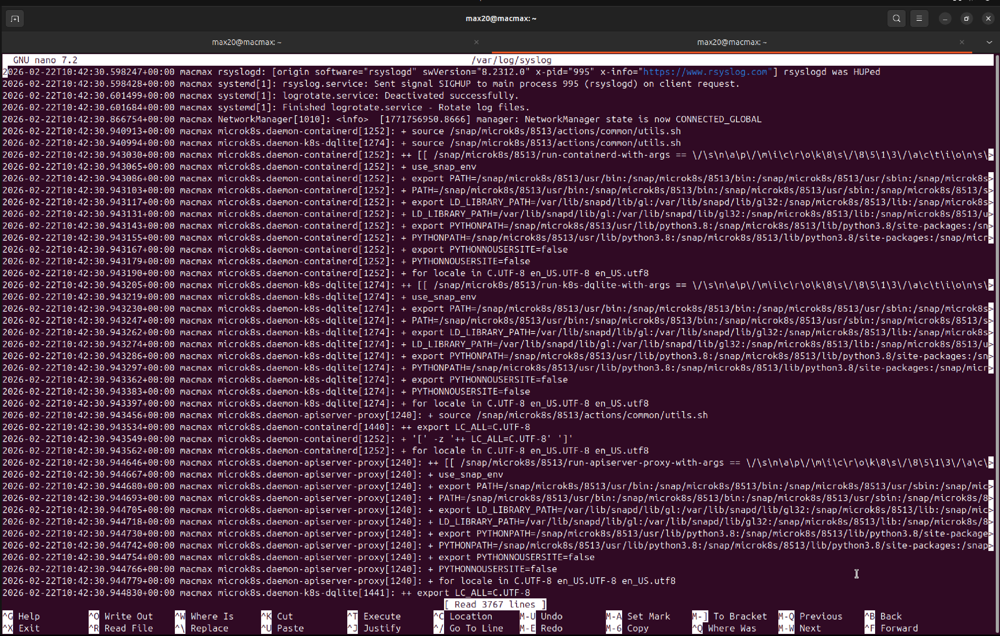 max20@macmax: ~
max20@macmax: ~ × max20@macmax: ~ ×
GNU nano 7.2 /var/log/syslog
2026-02-22T10:42:30.598247+00:00 macmax rsyslogd: [origin software="rsyslogd" swVersion="8.2312.0" x-pid="995" x-info="https://www.rsyslog.com"] rsyslogd was HUPed
2026-02-22T10:42:30.598428+00:00 macmax systemd[1]: rsyslog.service: Sent signal SIGHUP to main process 995 (rsyslogd) on client request.
2026-02-22T10:42:30.601499+00:00 macmax systemd[1]: logrotate.service: Deactivated successfully.
2026-02-22T10:42:30.601684+00:00 macmax systemd[1]: Finished logrotate.service - Rotate log files.
2026-02-22T10:42:30.866754+00:00 macmax NetworkManager[1010]: <info>  [1771756950.8666] manager: NetworkManager state is now CONNECTED_GLOBAL
2026-02-22T10:42:30.940913+00:00 macmax microk8s.daemon-containerd[1252]: + source /snap/microk8s/8513/actions/common/utils.sh
2026-02-22T10:42:30.940994+00:00 macmax microk8s.daemon-k8s-dqlite[1274]: + source /snap/microk8s/8513/actions/common/utils.sh
2026-02-22T10:42:30.943030+00:00 macmax microk8s.daemon-containerd[1252]: ++ [[ /snap/microk8s/8513/run-containerd-with-args == \/\s\n\a\p\/\m\i\c\r\o\k\8\s\/\8\5\1\3\/\a\c\t\i\o\n\s\>
2026-02-22T10:42:30.943065+00:00 macmax microk8s.daemon-containerd[1252]: + use_snap_env
2026-02-22T10:42:30.943086+00:00 macmax microk8s.daemon-containerd[1252]: + export PATH=/snap/microk8s/8513/usr/bin:/snap/microk8s/8513/bin:/snap/microk8s/8513/usr/sbin:/snap/microk8s>
2026-02-22T10:42:30.943103+00:00 macmax microk8s.daemon-containerd[1252]: + PATH=/snap/microk8s/8513/usr/bin:/snap/microk8s/8513/bin:/snap/microk8s/8513/usr/sbin:/snap/microk8s/8513/s>
2026-02-22T10:42:30.943117+00:00 macmax microk8s.daemon-containerd[1252]: + export LD_LIBRARY_PATH=/var/lib/snapd/lib/gl:/var/lib/snapd/lib/gl32:/snap/microk8s/8513/lib:/snap/microk8s>
2026-02-22T10:42:30.943131+00:00 macmax microk8s.daemon-containerd[1252]: + LD_LIBRARY_PATH=/var/lib/snapd/lib/gl:/var/lib/snapd/lib/gl32:/snap/microk8s/8513/lib:/snap/microk8s/8513/u>
2026-02-22T10:42:30.943143+00:00 macmax microk8s.daemon-containerd[1252]: + export PYTHONPATH=/snap/microk8s/8513/usr/lib/python3.8:/snap/microk8s/8513/lib/python3.8/site-packages:/sn>
2026-02-22T10:42:30.943155+00:00 macmax microk8s.daemon-containerd[1252]: + PYTHONPATH=/snap/microk8s/8513/usr/lib/python3.8:/snap/microk8s/8513/lib/python3.8/site-packages:/snap/micr>
2026-02-22T10:42:30.943167+00:00 macmax microk8s.daemon-containerd[1252]: + export PYTHONNOUSERSITE=false
2026-02-22T10:42:30.943179+00:00 macmax microk8s.daemon-containerd[1252]: + PYTHONNOUSERSITE=false
2026-02-22T10:42:30.943190+00:00 macmax microk8s.daemon-containerd[1252]: + for locale in C.UTF-8 en_US.UTF-8 en_US.utf8
2026-02-22T10:42:30.943205+00:00 macmax microk8s.daemon-k8s-dqlite[1274]: ++ [[ /snap/microk8s/8513/run-k8s-dqlite-with-args == \/\s\n\a\p\/\m\i\c\r\o\k\8\s\/\8\5\1\3\/\a\c\t\i\o\n\s\>
2026-02-22T10:42:30.943219+00:00 macmax microk8s.daemon-k8s-dqlite[1274]: + use_snap_env
2026-02-22T10:42:30.943230+00:00 macmax microk8s.daemon-k8s-dqlite[1274]: + export PATH=/snap/microk8s/8513/usr/bin:/snap/microk8s/8513/bin:/snap/microk8s/8513/usr/sbin:/snap/microk8s>
2026-02-22T10:42:30.943247+00:00 macmax microk8s.daemon-k8s-dqlite[1274]: + PATH=/snap/microk8s/8513/usr/bin:/snap/microk8s/8513/bin:/snap/microk8s/8513/usr/sbin:/snap/microk8s/8513/s>
2026-02-22T10:42:30.943262+00:00 macmax microk8s.daemon-k8s-dqlite[1274]: + export LD_LIBRARY_PATH=/var/lib/snapd/lib/gl:/var/lib/snapd/lib/gl32:/snap/microk8s/8513/lib:/snap/microk8s>
2026-02-22T10:42:30.943274+00:00 macmax microk8s.daemon-k8s-dqlite[1274]: + LD_LIBRARY_PATH=/var/lib/snapd/lib/gl:/var/lib/snapd/lib/gl32:/snap/microk8s/8513/lib:/snap/microk8s/8513/u>
2026-02-22T10:42:30.943286+00:00 macmax microk8s.daemon-k8s-dqlite[1274]: + export PYTHONPATH=/snap/microk8s/8513/usr/lib/python3.8:/snap/microk8s/8513/lib/python3.8/site-packages:/sn>
2026-02-22T10:42:30.943297+00:00 macmax microk8s.daemon-k8s-dqlite[1274]: + PYTHONPATH=/snap/microk8s/8513/usr/lib/python3.8:/snap/microk8s/8513/lib/python3.8/site-packages:/snap/micr>
2026-02-22T10:42:30.943362+00:00 macmax microk8s.daemon-k8s-dqlite[1274]: + export PYTHONNOUSERSITE=false
2026-02-22T10:42:30.943383+00:00 macmax microk8s.daemon-k8s-dqlite[1274]: + PYTHONNOUSERSITE=false
2026-02-22T10:42:30.943397+00:00 macmax microk8s.daemon-k8s-dqlite[1274]: + for locale in C.UTF-8 en_US.UTF-8 en_US.utf8
2026-02-22T10:42:30.943456+00:00 macmax microk8s.daemon-apiserver-proxy[1240]: + source /snap/microk8s/8513/actions/common/utils.sh
2026-02-22T10:42:30.943534+00:00 macmax microk8s.daemon-containerd[1440]: ++ export LC_ALL=C.UTF-8
2026-02-22T10:42:30.943549+00:00 macmax microk8s.daemon-containerd[1252]: + '[' -z '++ LC_ALL=C.UTF-8' ']'
2026-02-22T10:42:30.943562+00:00 macmax microk8s.daemon-containerd[1252]: + for locale in C.UTF-8 en_US.UTF-8 en_US.utf8
2026-02-22T10:42:30.944646+00:00 macmax microk8s.daemon-apiserver-proxy[1240]: ++ [[ /snap/microk8s/8513/run-apiserver-proxy-with-args == \/\s\n\a\p\/\m\i\c\r\o\k\8\s\/\8\5\1\3\/\a\c\>
2026-02-22T10:42:30.944667+00:00 macmax microk8s.daemon-apiserver-proxy[1240]: + use_snap_env
2026-02-22T10:42:30.944680+00:00 macmax microk8s.daemon-apiserver-proxy[1240]: + export PATH=/snap/microk8s/8513/usr/bin:/snap/microk8s/8513/bin:/snap/microk8s/8513/usr/sbin:/snap/mic>
2026-02-22T10:42:30.944693+00:00 macmax microk8s.daemon-apiserver-proxy[1240]: + PATH=/snap/microk8s/8513/usr/bin:/snap/microk8s/8513/bin:/snap/microk8s/8513/usr/sbin:/snap/microk8s/8>
2026-02-22T10:42:30.944705+00:00 macmax microk8s.daemon-apiserver-proxy[1240]: + export LD_LIBRARY_PATH=/var/lib/snapd/lib/gl:/var/lib/snapd/lib/gl32:/snap/microk8s/8513/lib:/snap/mic>
2026-02-22T10:42:30.944718+00:00 macmax microk8s.daemon-apiserver-proxy[1240]: + LD_LIBRARY_PATH=/var/lib/snapd/lib/gl:/var/lib/snapd/lib/gl32:/snap/microk8s/8513/lib:/snap/microk8s/8>
2026-02-22T10:42:30.944730+00:00 macmax microk8s.daemon-apiserver-proxy[1240]: + export PYTHONPATH=/snap/microk8s/8513/usr/lib/python3.8:/snap/microk8s/8513/lib/python3.8/site-package>
2026-02-22T10:42:30.944742+00:00 macmax microk8s.daemon-apiserver-proxy[1240]: + PYTHONPATH=/snap/microk8s/8513/usr/lib/python3.8:/snap/microk8s/8513/lib/python3.8/site-packages:/snap>
2026-02-22T10:42:30.944754+00:00 macmax microk8s.daemon-apiserver-proxy[1240]: + export PYTHONNOUSERSITE=false
2026-02-22T10:42:30.944766+00:00 macmax microk8s.daemon-apiserver-proxy[1240]: + PYTHONNOUSERSITE=false
2026-02-22T10:42:30.944779+00:00 macmax microk8s.daemon-apiserver-proxy[1240]: + for locale in C.UTF-8 en_US.UTF-8 en_US.utf8
2026-02-22T10:42:30.944830+00:00 macmax microk8s.daemon-k8s-dqlite[1441]: ++ export LC_ALL=C.UTF-8
[ Read 3767 lines ]
^G Help ^O Write Out ^W Where Is ^K Cut ^T Execute ^C Location M-U Undo M-A Set Mark M-] To Bracket M-Q Previous ^B Back
^X Exit ^R Read File ^\ Replace ^U Paste ^J Justify ^/ Go To Line M-E Redo M-6 Copy ^Q Where Was M-W Next ^F Forward